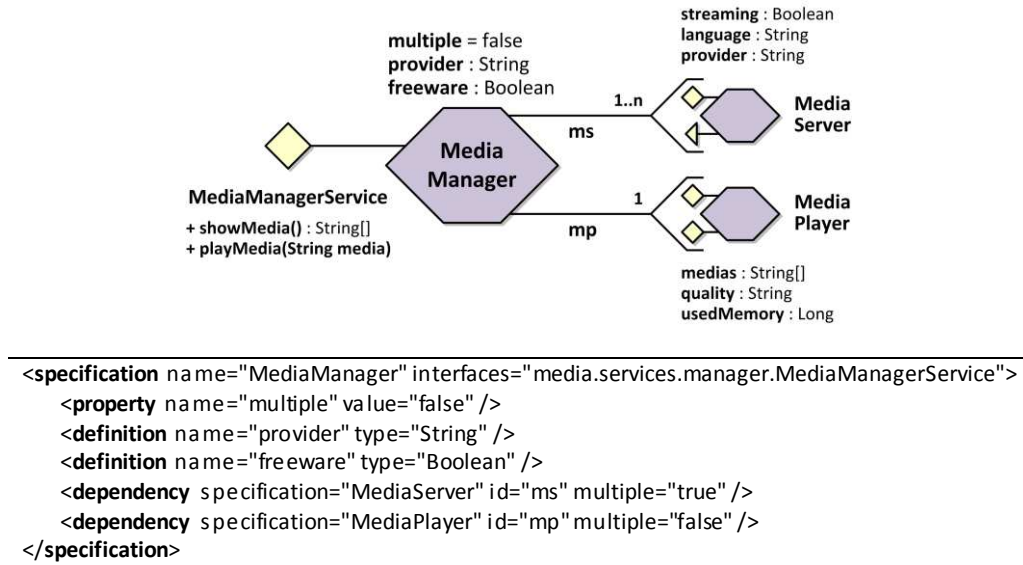 streaming : Boolean
language : String
provider : String
multiple = false
provider : String
freeware : Boolean
1..n
ms
Media
Server
Media
Manager
MediaManagerService
+ showMedia() : String[]
+ playMedia(String media)
1
mp
Media
Player
medias : String[]
quality : String
usedMemory : Long
<specification name="MediaManager" interfaces="media.services.manager.MediaManagerService">
<property name="multiple" value="false" />
<definition name="provider" type="String" />
<definition name="freeware" type="Boolean" />
<dependency specification="MediaServer" id="ms" multiple="true" />
<dependency specification="MediaPlayer" id="mp" multiple="false" />
</specification>